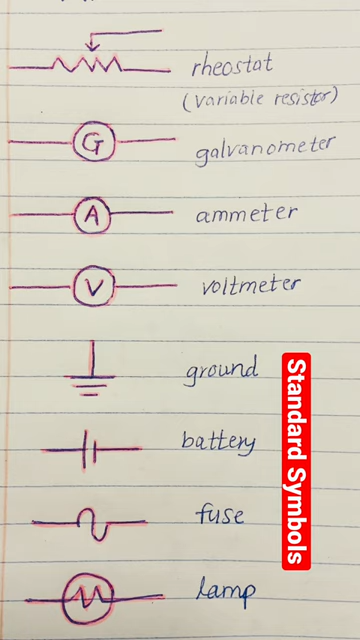 rheostat
(variable resistor)
G
galvanometer
A
ammeter
V
voltmeter
ground
battery
fuse
lamp
Standard Symbols